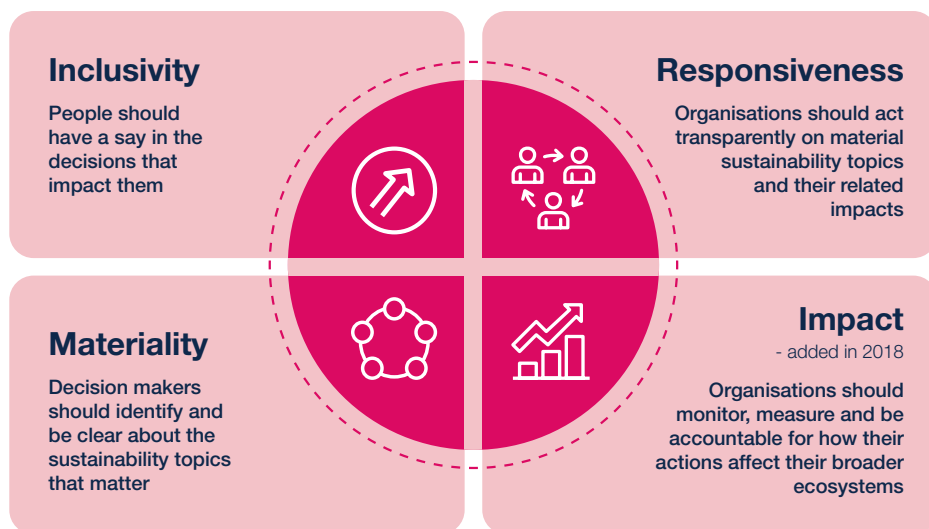 Inclusivity
People should
have a say in the
decisions that
impact them
Responsiveness
Organisations should act
transparently on material
sustainability topics
and their related
impacts
Materiality
Decision makers
should identify and
be clear about the
sustainability topics
that matter
Impact
- added in 2018
Organisations should
monitor, measure and be
accountable for how their
actions affect their broader
ecosystems